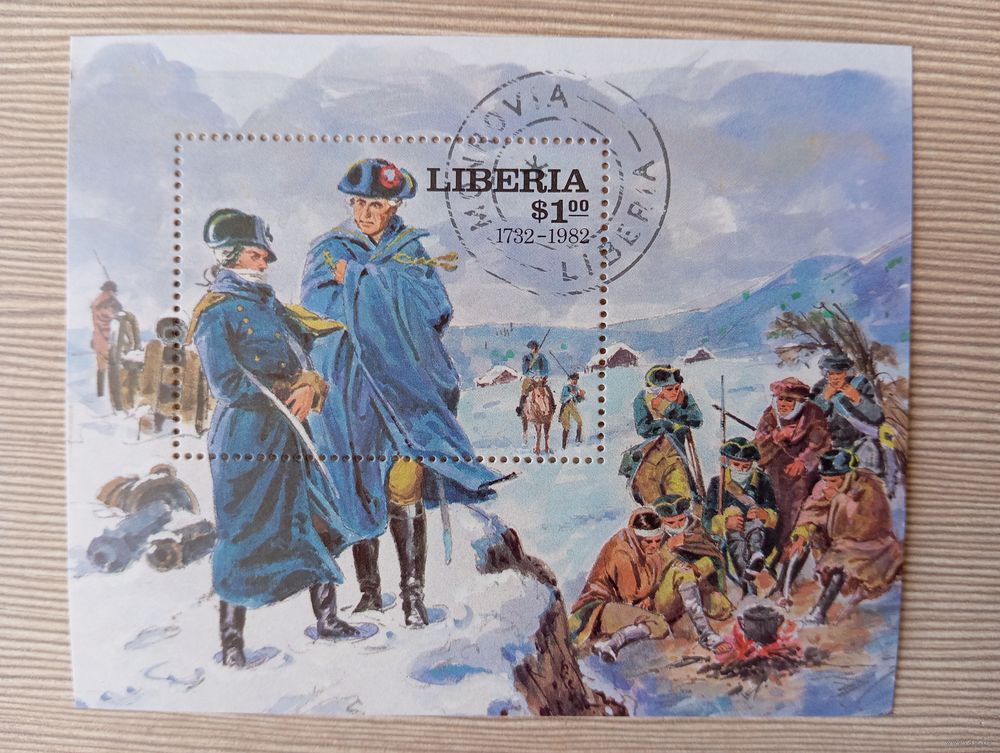 LIBERIA
$1.00
1732-1982
MONROVIA
LIBERIA